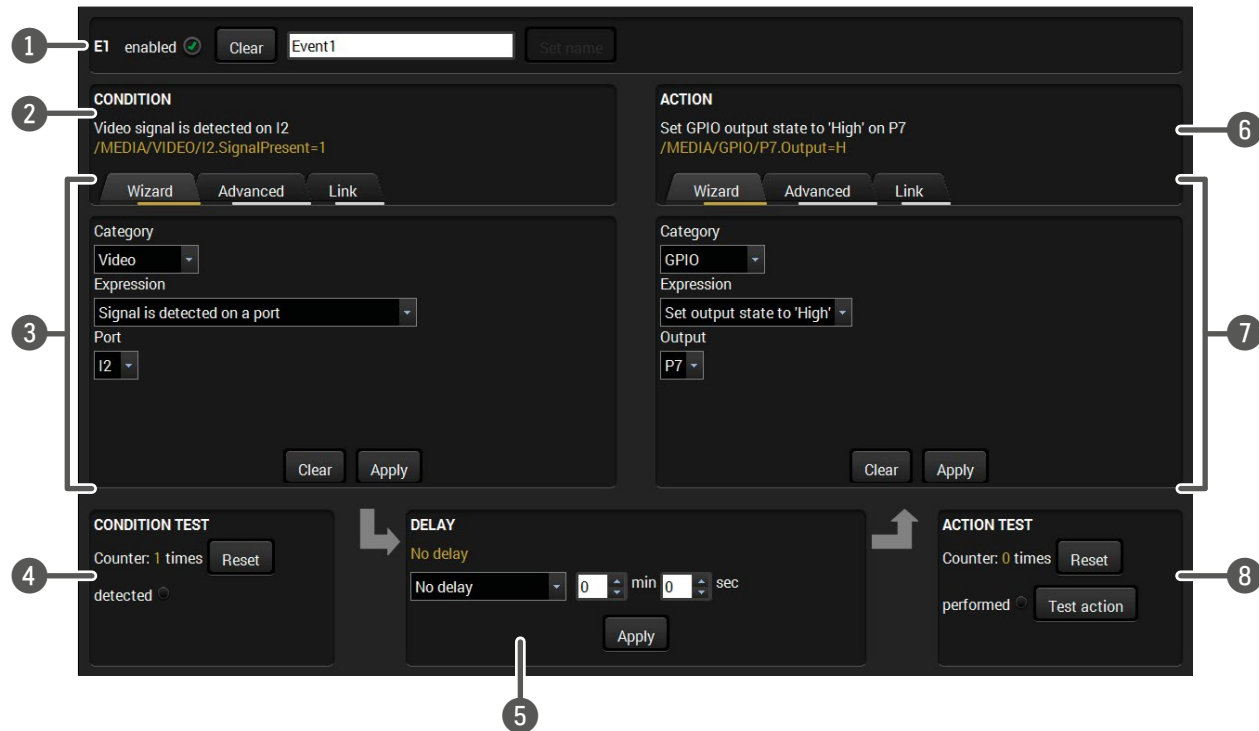 1
E1 enabled Clear Event1 Set name
2
CONDITION
Video signal is detected on I2
/MEDIA/VIDEO/I2.SignalPresent=1
ACTION
Set GPIO output state to 'High' on P7
/MEDIA/GPIO/P7.Output=H
6
3
Wizard Advanced Link
Category
Video
Expression
Signal is detected on a port
Port
I2
Clear Apply
Wizard Advanced Link
Category
GPIO
Expression
Set output state to 'High'
Output
P7
Clear Apply
7
4
CONDITION TEST
Counter: 1 times Reset
detected
DELAY
No delay
No delay 0 min 0 sec
Apply
5
ACTION TEST
Counter: 0 times Reset
performed Test action
8